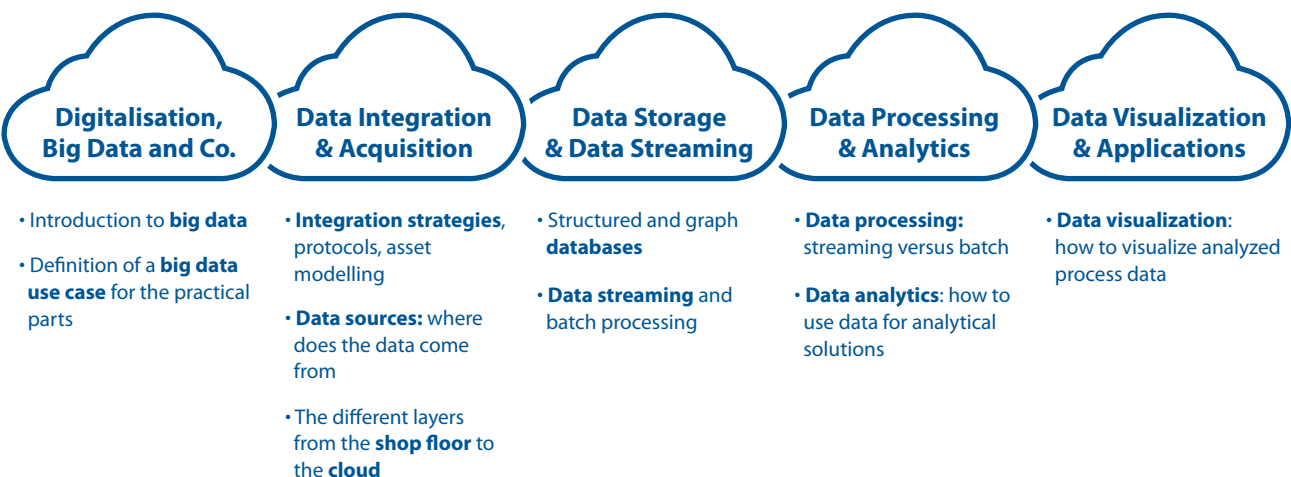 Digitalisation,
Big Data and Co.
Data Integration
& Acquisition
Data Storage
& Data Streaming
Data Processing
& Analytics
Data Visualization
& Applications
• Introduction to big data
• Definition of a big data
use case for the practical
parts
• Integration strategies,
protocols, asset
modelling
• Data sources: where
does the data come
from
• The different layers
from the shop floor to
the cloud
• Structured and graph
databases
• Data streaming and
batch processing
• Data processing:
streaming versus batch
• Data analytics: how to
use data for analytical
solutions
• Data visualization:
how to visualize analyzed
process data